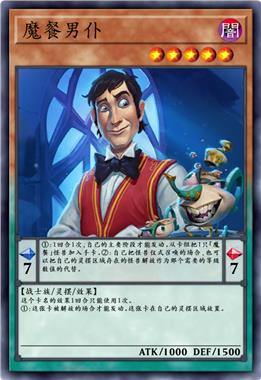 魔餐男仆
闇
①：1回合1次，自己的主要阶段才能发动。从卡组把1只「魔
餐」怪兽加入手卡。②：自己把怪兽仪式召唤的场合，也可
以把自己的灵摆区域存在的怪兽解放作为那个需要的等级
数值的代替。
7
7
【战士族/灵摆/效果】
这个卡名的效果1回合只能使用1次。
①：这张卡被解放的场合才能发动。这张卡在自己的灵摆区域放置。
ATK/1000 DEF/1500